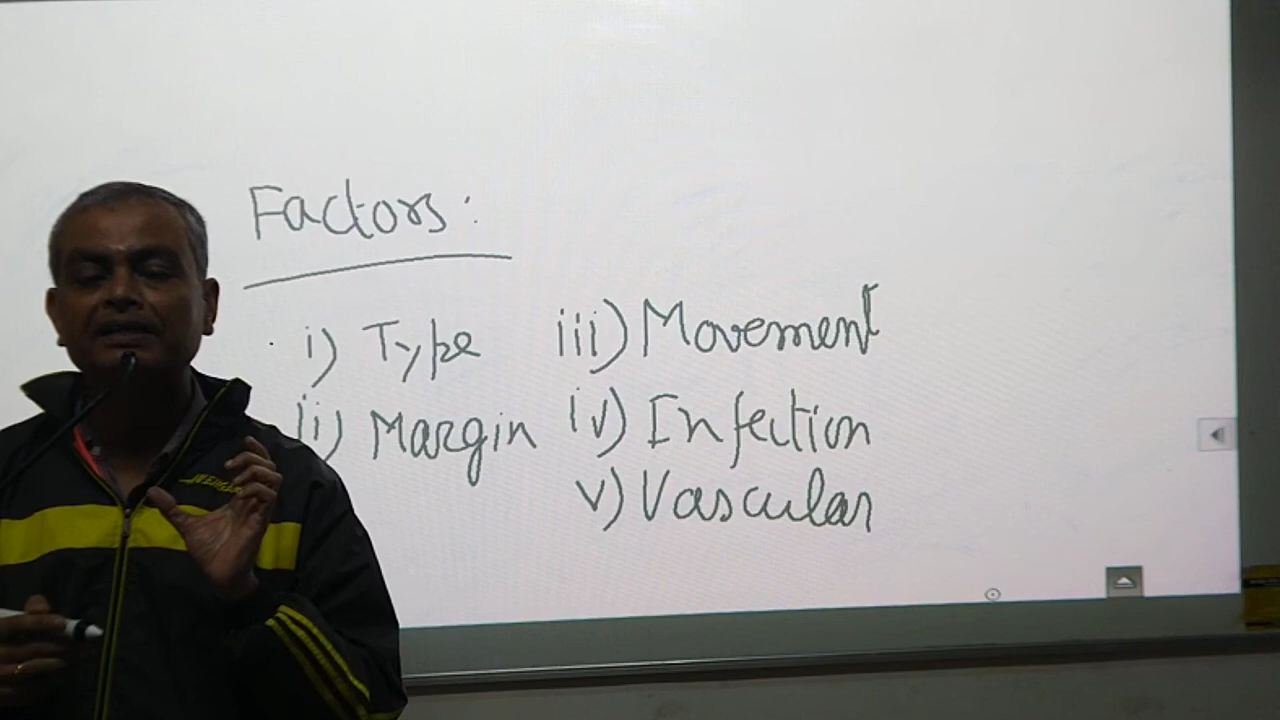 Factors:
i) Type
ii) Margin
iii) Movement
iv) Infection
v) Vascular